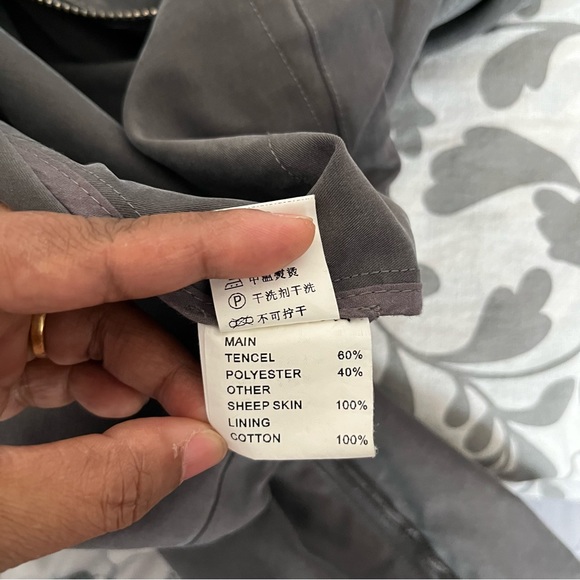 中温熨烫
P 干洗剂干洗
不可拧干
MAIN
TENCEL 60%
POLYESTER 40%
OTHER
SHEEP SKIN 100%
LINING
COTTON 100%